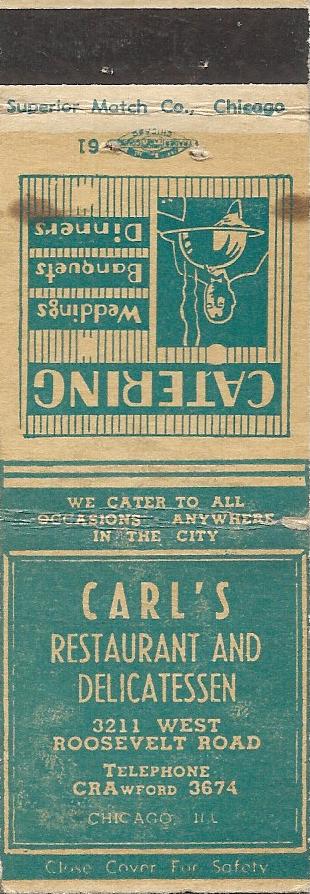 Superior Match Co., Chicago
61
CATERING
Weddings
Banquets
Dinners
WE CATER TO ALL
OCCASIONS ANYWHERE
IN THE CITY
CARL'S
RESTAURANT AND
DELICATESSEN
3211 WEST
ROOSEVELT ROAD
TELEPHONE
CRAWFORD 3674
CHICAGO, ILL.
Close Cover For Safety